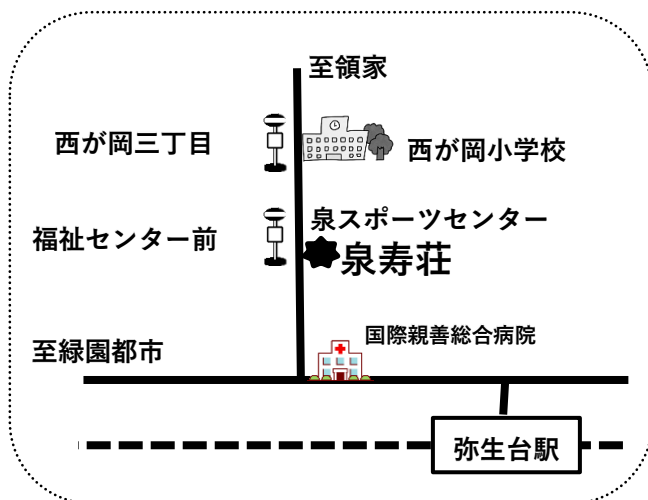 至領家
西が岡三丁目
西が岡小学校
泉スポーツセンター
福祉センター前
泉寿荘
国際親善総合病院
至緑園都市
弥生台駅